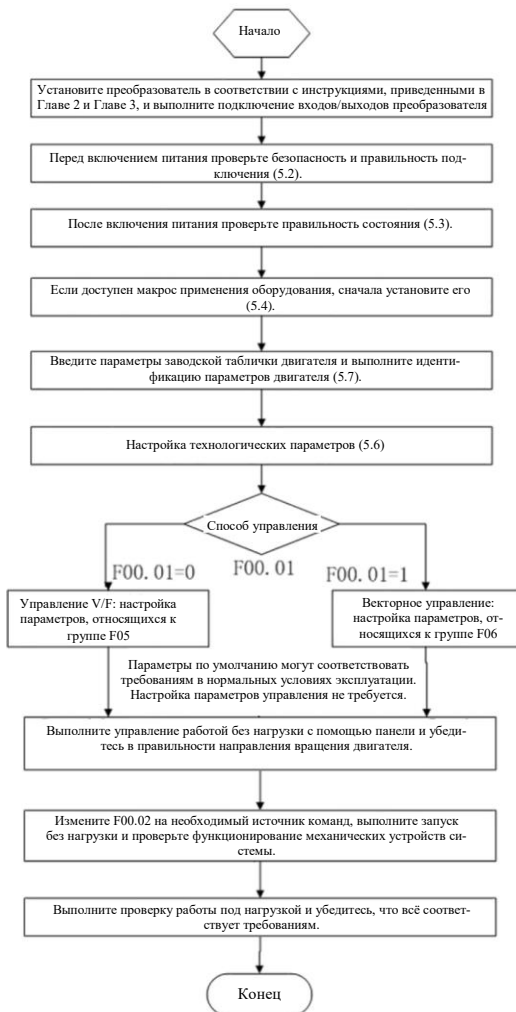 Начало
Установите преобразователь в соответствии с инструкциями, приведенными в
Главе 2 и Главе 3, и выполните подключение входов/выходов преобразователя
Перед включением питания проверьте безопасность и правильность под-
ключения (5.2).
После включения питания проверьте правильность состояния (5.3).
Если доступен макрос применения оборудования, сначала установите его
(5.4).
Введите параметры заводской таблички двигателя и выполните иденти-
фикацию параметров двигателя (5.7).
Настройка технологических параметров (5.6)
Способ управления
F00.01=0
F00.01
F00.01=1
Управление V/F: настройка
параметров, относящихся к
группе F05
Векторное управление:
настройка параметров, от-
носящихся к группе F06
Параметры по умолчанию могут соответствовать
требованиям в нормальных условиях эксплуатации.
Настройка параметров управления не требуется.
Выполните управление работой без нагрузки с помощью панели и убеди-
тесь в правильности направления вращения двигателя.
Измените F00.02 на необходимый источник команд, выполните запуск
без нагрузки и проверьте функционирование механических устройств си-
стемы.
Выполните проверку работы под нагрузкой и убедитесь, что всё соответ-
ствует требованиям.
Конец